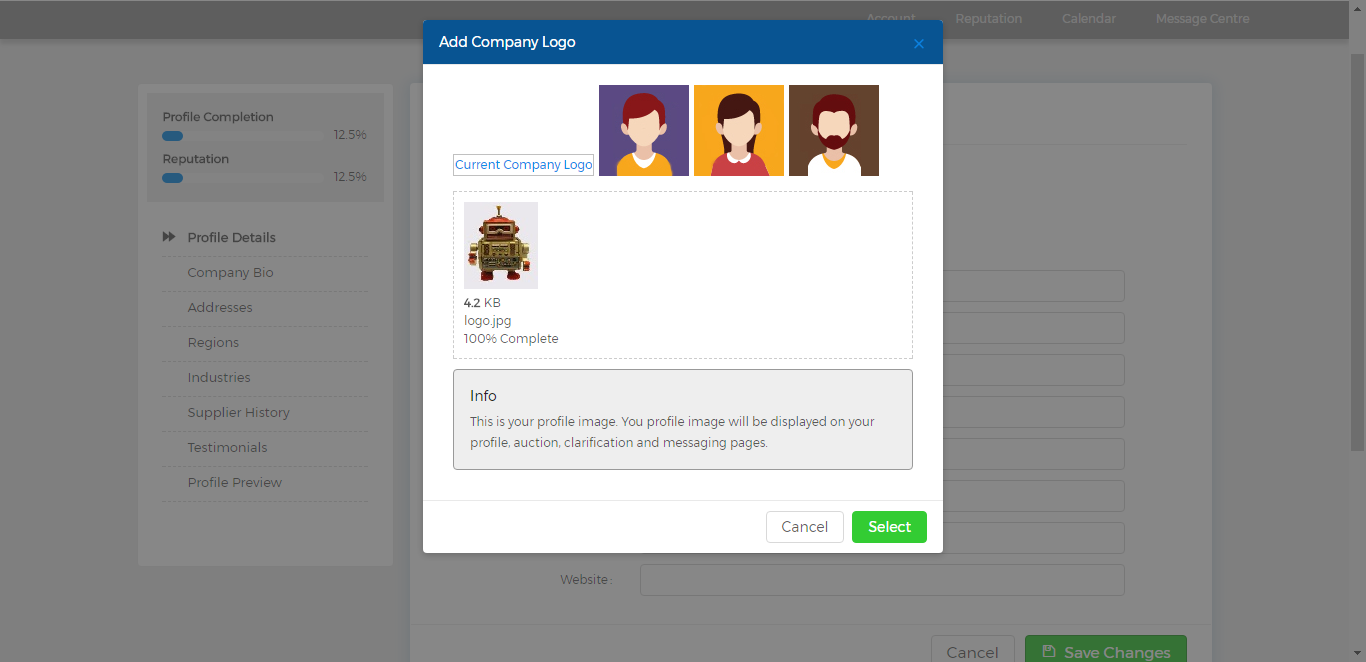 Account Reputation Calendar Message Centre
Add Company Logo ×
Profile Completion
12.5%
Reputation
12.5%
Profile Details
Company Bio
Addresses
Regions
Industries
Supplier History
Testimonials
Profile Preview
Current Company Logo
4.2 KB
logo.jpg
100% Complete
Info
This is your profile image. You profile image will be displayed on your
profile, auction, clarification and messaging pages.
Cancel Select
Website:
Cancel Save Changes